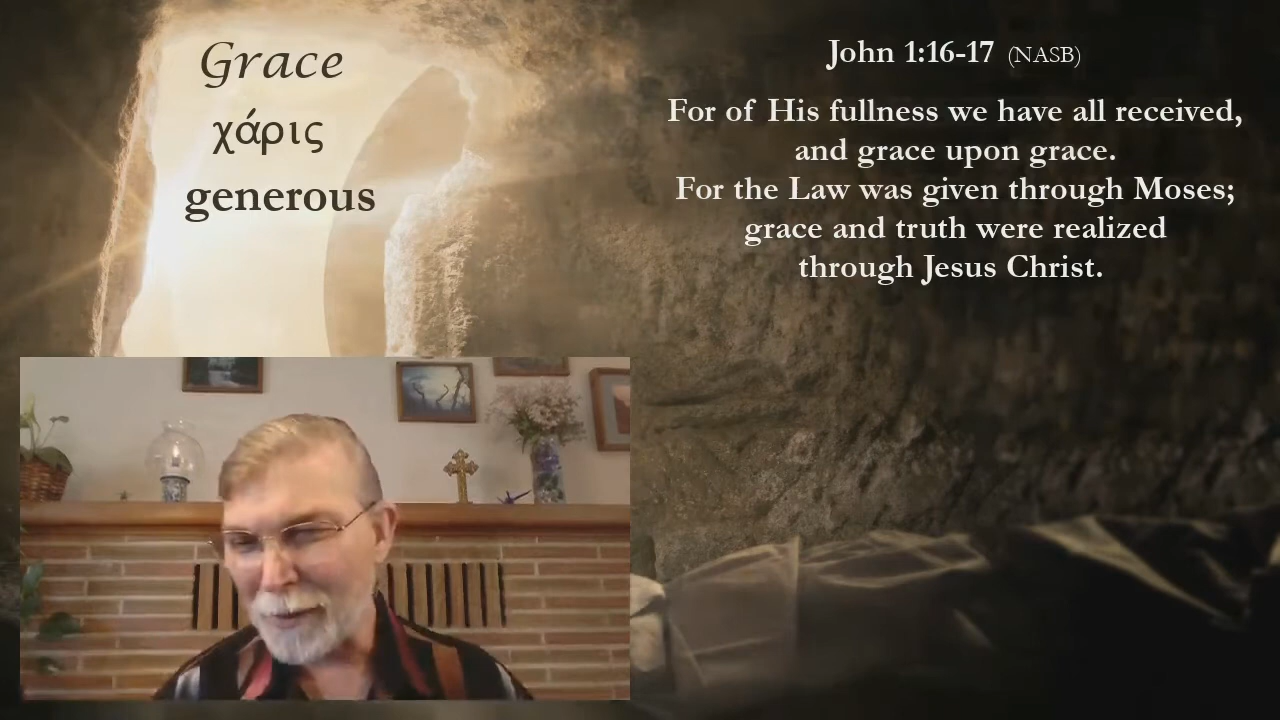 Grace
χάρις
generous
John 1:16-17 (NASB)
For of His fullness we have all received,
and grace upon grace.
For the Law was given through Moses;
grace and truth were realized
through Jesus Christ.